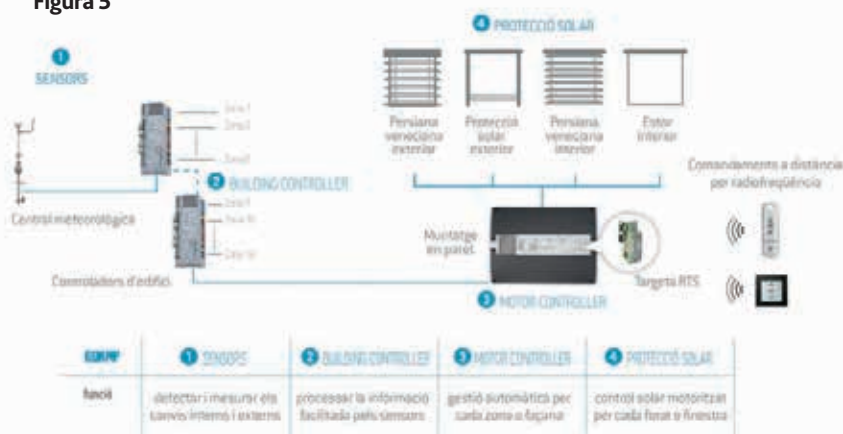 Figura 5
4 PROTECCIÓ SOLAR
1
SENSORS
Persiana
veneciana
exterior
Protecció
solar
exterior
Persiana
veneciana
interior
Estor
interior
Comandaments a distància
per radiofreqüència
2 BUILDING CONTROLLER
Central meteorològica
Muntatge
en paret
Controladors d'edifici
Targeta RTS
3 MOTOR CONTROLLER
EQUIP
1 SENSORS
2 BUILDING CONTROLLER
3 MOTOR CONTROLLER
4 PROTECCIÓ SOLAR
funció
detectar i mesurar els
canvis interns i externs
processar la informació
facilitada pels sensors
gestió automàtica per
cada zona o façana
control solar motoritzat
per cada forat o finestra